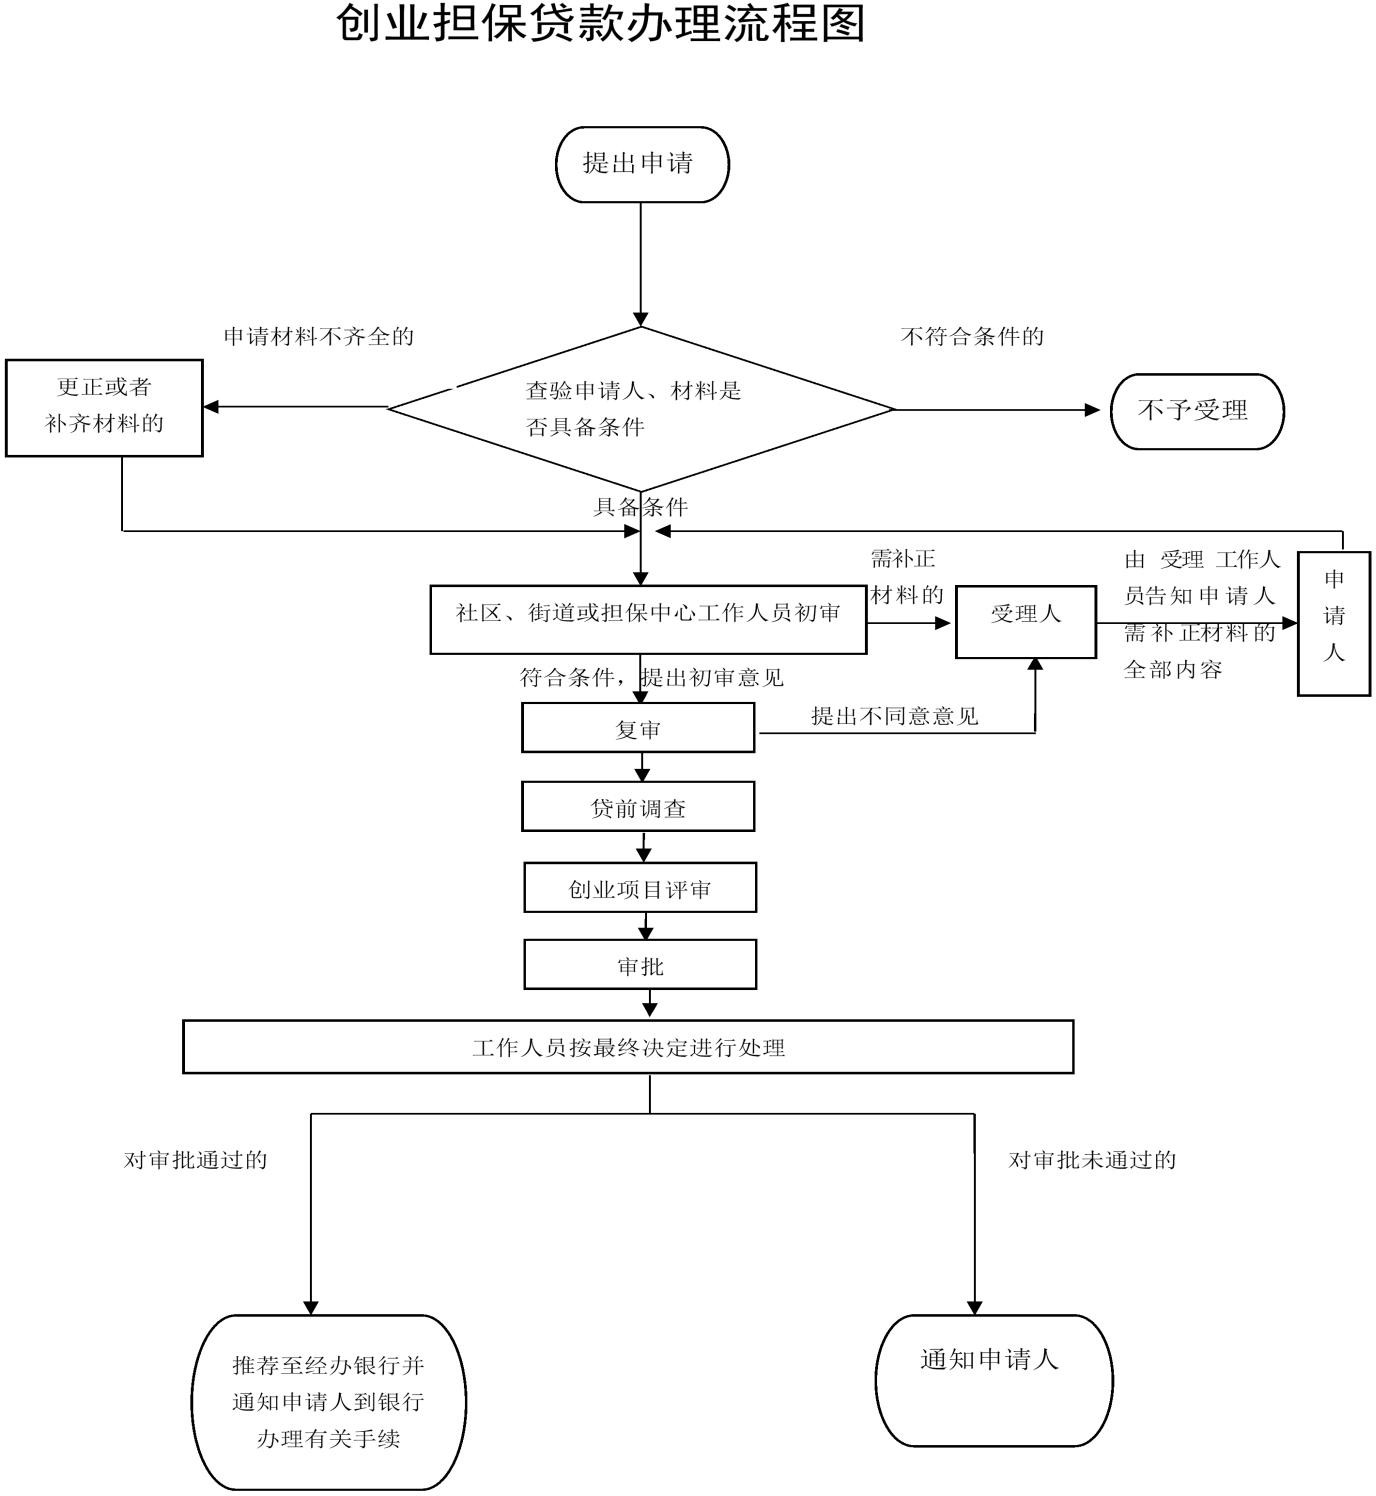 创业担保贷款办理流程图
提出申请
申请材料不齐全的
不符合条件的
更正或者
补齐材料的
查验申请人、材料是
否具备条件
不予受理
具备条件
需补正
材料的
由 受理 工作人
员告知申请人
需补正材料的
全部内容
申
请
人
社区、街道或担保中心工作人员初审
受理人
符合条件，提出初审意见
复审
提出不同意意见
贷前调查
创业项目评审
审批
工作人员按最终决定进行处理
对审批通过的
对审批未通过的
推荐至经办银行并
通知申请人到银行
办理有关手续
通知申请人